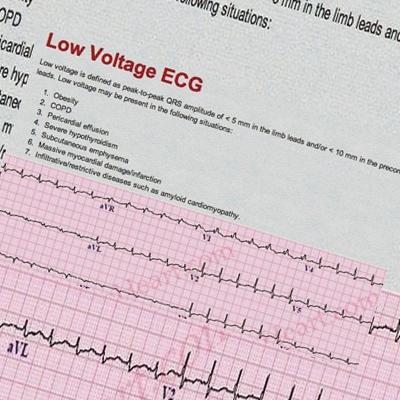 following situations:
mm in the limb leads and
OPD
Low Voltage ECG
Low voltage is defined as peak-to-peak QRS amplitude of < 5 mm in the limb leads and/or < 10 mm in the precor
leads. Low voltage may be present in the following situations:
1. Obesity
2. COPD
3. Pericardial effusion
4. Severe hypothyroidism
5. Subcutaneous emphysema
6. Massive myocardial damage/infarction
7. Infiltrative/restrictive diseases such as amyloid cardiomyopathy.
icardial
re hyp
m
aVR
V1
V4
aVL
V2
V5
aVL
V2